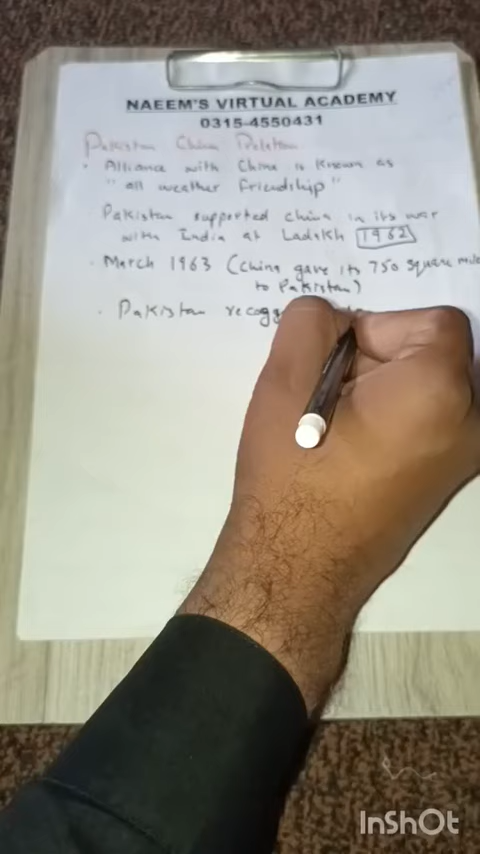 NAEEM'S VIRTUAL ACADEMY
0315-4550431
Pakistan China Relation
• Alliance with China is known as
"all weather friendship"
Pakistan supported china in its war
with India at Ladakh 1962
• March 1963 (China gave its 750 square mile
to Pakistan)
• Pakistan
InShOt